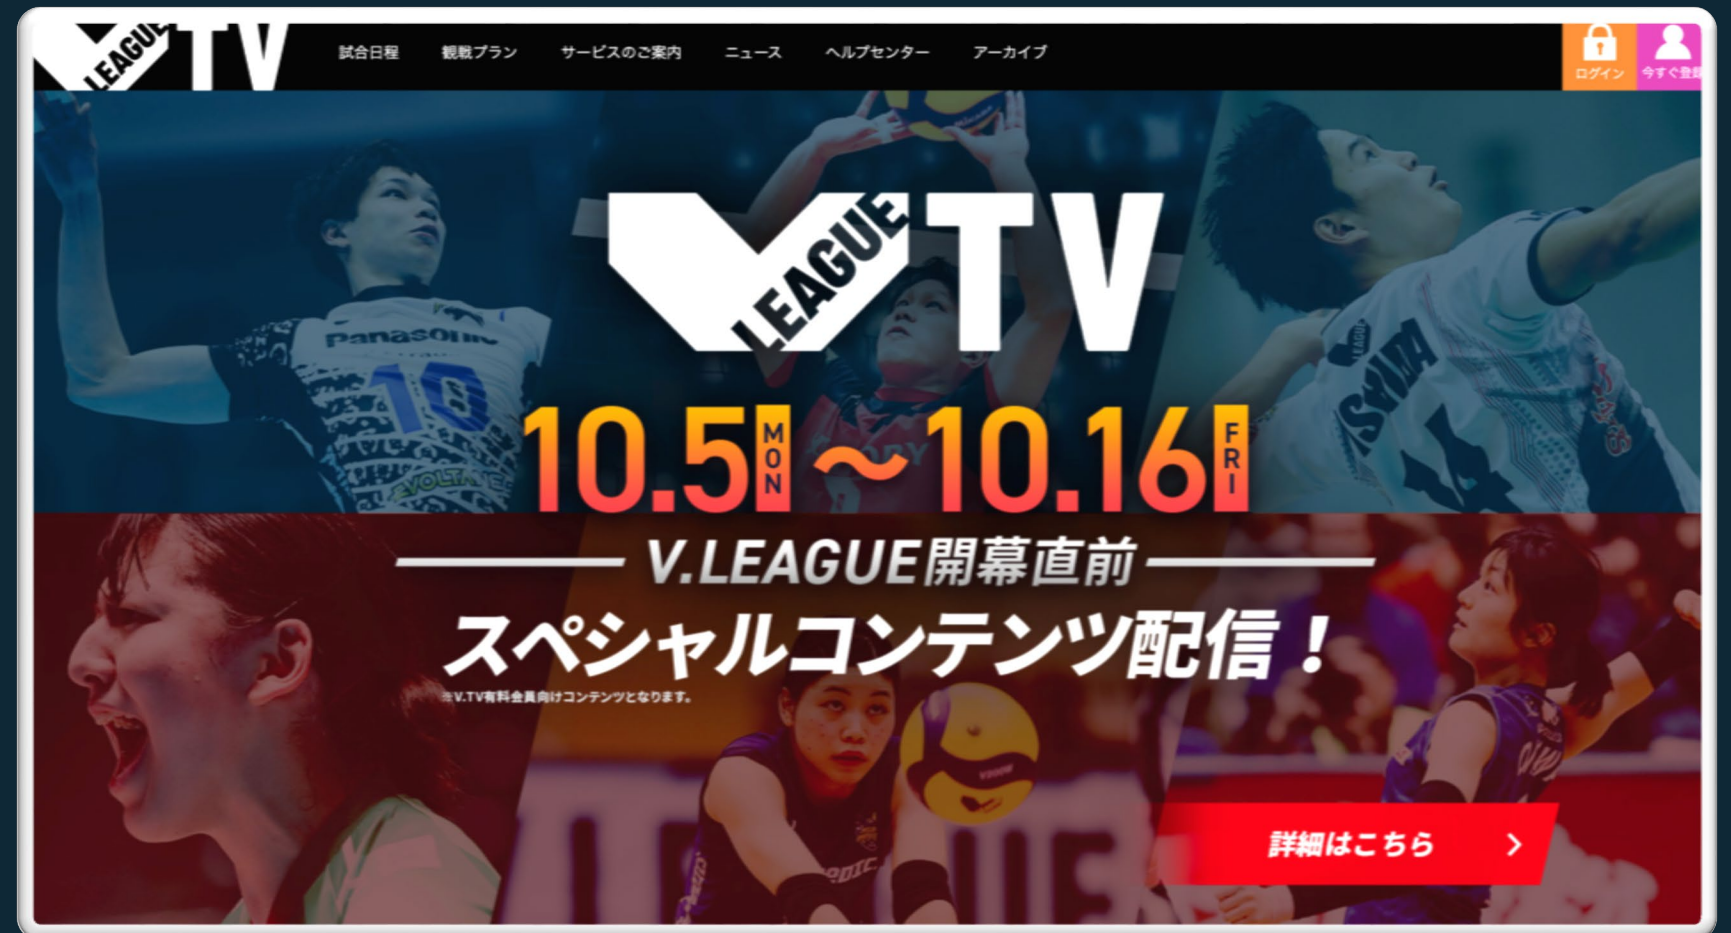 LEAGUE TV
試合日程
観戦プラン
サービスのご案内
ニュース
ヘルプセンター
アーカイブ
ログイン
今すぐ登録
LEAGUE TV
Panasonic
10
10.5 MON 〜 10.16 FRI
V.LEAGUE開幕直前
スペシャルコンテンツ配信！
※V.TV有料会員向けコンテンツとなります。
詳細はこちら